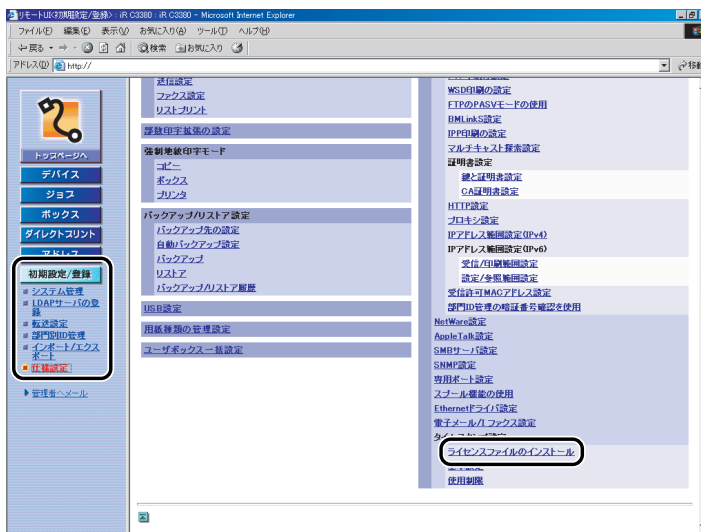 リモートUI<初期設定/登録> : iR C3380 : iR C3380 - Microsoft Internet Explorer
ファイル(F) 編集(E) 表示(V) お気に入り(A) ツール(T) ヘルプ(H)
戻る 検索 お気に入り
アドレス(D) http:// 移動
トップページへ
デバイス
ジョブ
ボックス
ダイレクトプリント
初期設定/登録
システム管理
LDAPサーバの登
録
転送設定
部門別ID管理
インポート/エクス
ポート
仕様設定
管理者へメール
送信設定
ファクス設定
リストプリント
部数印字拡張の設定
強制地紋印字モード
コピー
ボックス
プリンタ
バックアップ/リストア設定
バックアップ先の設定
自動バックアップ設定
バックアップ
リストア
バックアップ/リストア履歴
USB設定
用紙種類の管理設定
ユーザボックス一括設定
WSD印刷の設定
FTPのPASVモードの使用
BMLinkS設定
IPP印刷の設定
マルチキャスト探索設定
証明書設定
鍵と証明書設定
CA証明書設定
HTTP設定
プロキシ設定
IPアドレス範囲設定(IPv4)
IPアドレス範囲設定(IPv6)
受信/印刷範囲設定
設定/参照範囲設定
受信許可MACアドレス設定
部門ID管理の暗証番号確認を使用
NetWare設定
AppleTalk設定
SMBサーバ設定
SNMP設定
専用ポート設定
スプール機能の使用
Ethernetドライバ設定
電子メール/I ファクス設定
ライセンスファイルのインストール
使用制限